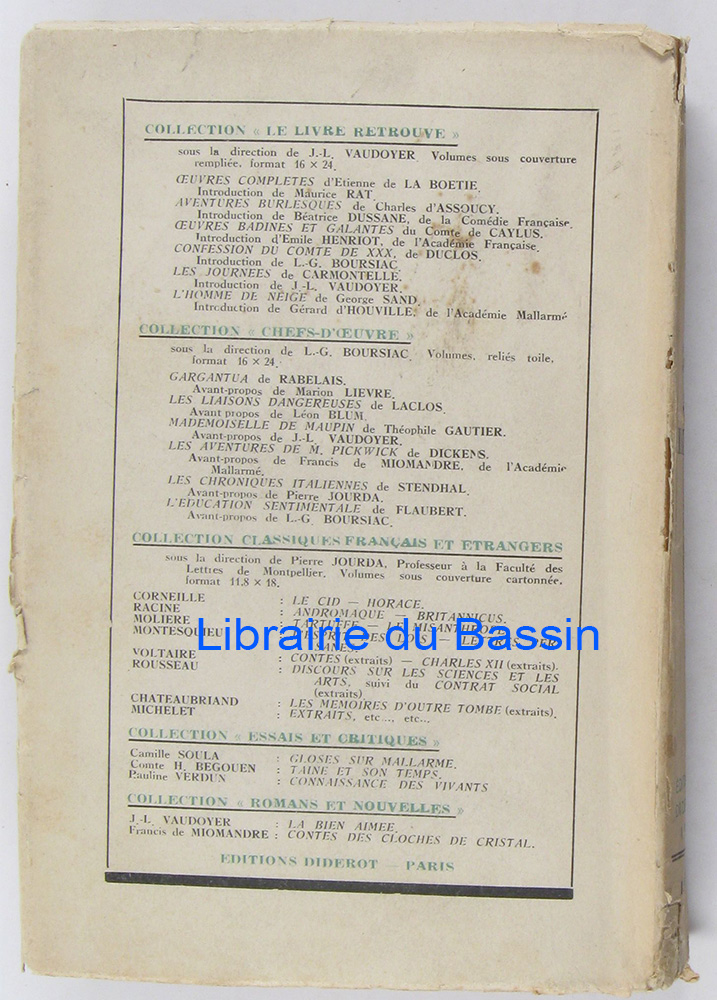 COLLECTION « LE LIVRE RETROUVE »
sous la direction de J.-L. VAUDOYER. Volumes sous couverture
rempliée, format 16 × 24.
ŒUVRES COMPLETES d'Etienne de LA BOETIE.
Introduction de Maurice RAT.
AVENTURES BURLESQUES de Charles d'ASSOUCY.
Introduction de Béatrice DUSSANE, de la Comédie Française.
ŒUVRES BADINES ET GALANTES du Comte de CAYLUS.
Introduction d'Emile HENRIOT, de l'Académie Française.
CONFESSION DU COMTE DE XXX, de DUCLOS.
Introduction de L.-G. BOURSIAC.
LES JOURNEES de CARMONTELLE.
Introduction de J.-L. VAUDOYER.
L'HOMME DE NEIGE de George SAND.
Introduction de Gérard d'HOUVILLE, de l'Académie Mallarmé
COLLECTION « CHEFS-D'ŒUVRE »
sous la direction de L.-G. BOURSIAC. Volumes, reliés toile,
format 16 × 24.
GARGANTUA de RABELAIS.
Avant-propos de Marion LIEVRE.
LES LIAISONS DANGEREUSES de LACLOS.
Avant propos de Léon BLUM.
MADEMOISELLE DE MAUPIN de Théophile GAUTIER.
Avant-propos de J.-L. VAUDOYER.
LES AVENTURES DE M. PICKWICK de DICKENS.
Avant-propos de Francis de MIOMANDRE, de l'Académie
Mallarmé.
LES CHRONIQUES ITALIENNES de STENDHAL.
Avant-propos de Pierre JOURDA.
L'EDUCATION SENTIMENTALE de FLAUBERT.
Avant-propos de L.-G. BOURSIAC.
COLLECTION CLASSIQUES FRANÇAIS ET ETRANGERS
sous la direction de Pierre JOURDA, Professeur à la Faculté des
Lettres de Montpellier. Volumes sous couverture cartonnée,
format 11.8 × 18.
CORNEILLE : LE CID — HORACE.
RACINE : ANDROMAQUE — BRITANNICUS.
MOLIERE : TARTUFFE — LE MISANTHROPE.
MONTESQUIEU : L'ESPRIT DES LOIS — LETTRES PER-
SANES.
Librairie du Bassin
VOLTAIRE : CONTES (extraits) — CHARLES XII (extraits).
ROUSSEAU : DISCOURS SUR LES SCIENCES ET LES
ARTS, suivi du CONTRAT SOCIAL
(extraits)
CHATEAUBRIAND : LES MEMOIRES D'OUTRE TOMBE (extraits).
MICHELET : EXTRAITS, etc..., etc...
COLLECTION « ESSAIS ET CRITIQUES »
Camille SOULA : GLOSES SUR MALLARME.
Comte H. BEGOUEN : TAINE ET SON TEMPS.
Pauline VERDUN : CONNAISSANCE DES VIVANTS
COLLECTION « ROMANS ET NOUVELLES »
J.-L. VAUDOYER : LA BIEN AIMEE.
Francis de MIOMANDRE : CONTES DES CLOCHES DE CRISTAL.
EDITIONS DIDEROT — PARIS